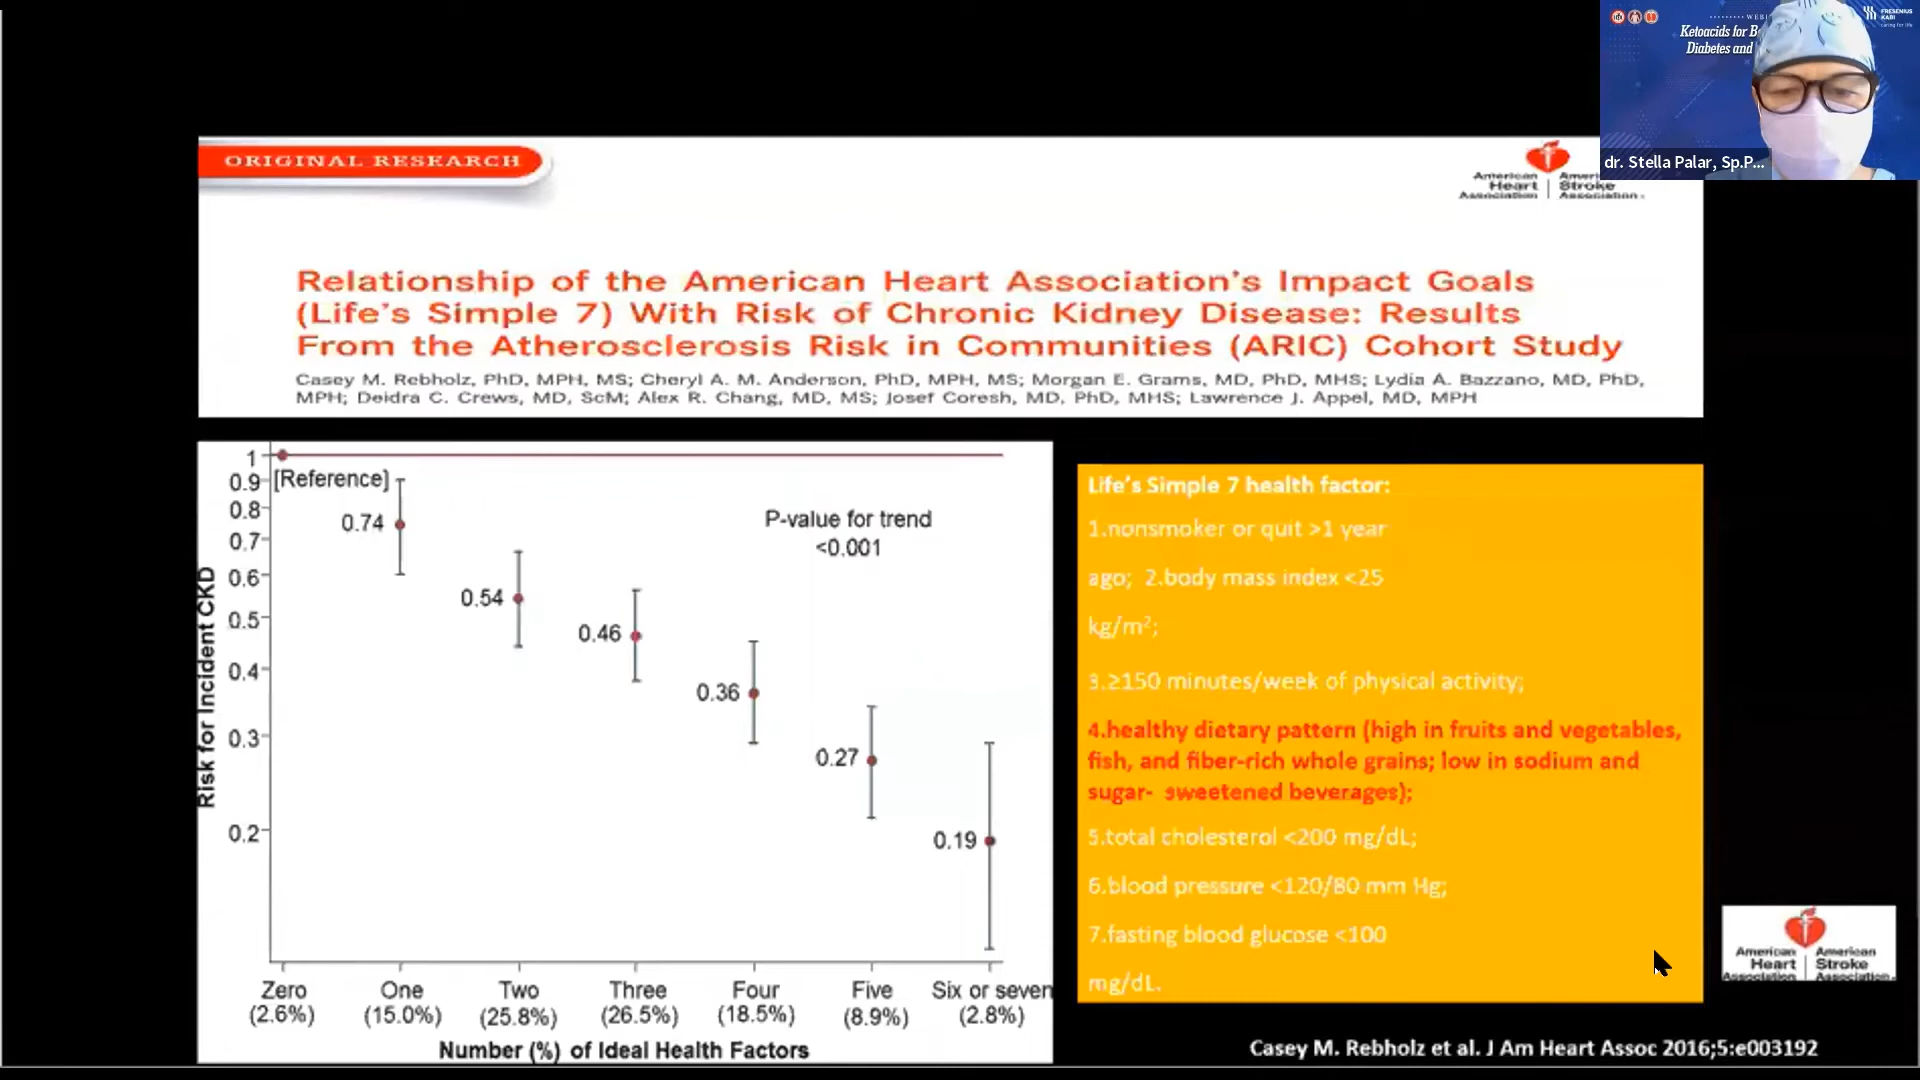 ORIGINAL RESEARCH
American Heart Association
Stroke Association
Relationship of the American Heart Association's Impact Goals
(Life's Simple 7) With Risk of Chronic Kidney Disease: Results
From the Atherosclerosis Risk in Communities (ARIC) Cohort Study
Casey M. Rebholz, PhD, MPH, MS; Cheryl A. M. Anderson, PhD, MPH, MS; Morgan E. Grams, MD, PhD, MHS; Lydia A. Bazzano, MD, PhD,
MPH; Deidra C. Crews, MD, ScM; Alex R. Chang, MD, MS; Josef Coresh, MD, PhD, MHS; Lawrence J. Appel, MD, MPH
Ketoacids for
Diabetes and
FRESENIUS
KABI
caring for life
dr. Stella Palar, Sp.P...
Risk for Incident CKD
1
0.9
0.8
0.7
0.6
0.5
0.4
0.3
0.2
[Reference]
0.74
0.54
0.46
0.36
0.27
0.19
P-value for trend
<0.001
Zero One Two Three Four Five Six or seven
(2.6%) (15.0%) (25.8%) (26.5%) (18.5%) (8.9%) (2.8%)
Number (%) of Ideal Health Factors
Life's Simple 7 health factor:
1.nonsmoker or quit >1 year
ago; 2.body mass index <25
kg/m²;
3.≥150 minutes/week of physical activity;
4.healthy dietary pattern (high in fruits and vegetables,
fish, and fiber-rich whole grains; low in sodium and
sugar- sweetened beverages);
5.total cholesterol <200 mg/dL;
6.blood pressure <120/80 mm Hg;
7.fasting blood glucose <100
mg/dL.
American American
Heart Stroke
Association Association
Casey M. Rebholz et al. J Am Heart Assoc 2016;5:e003192